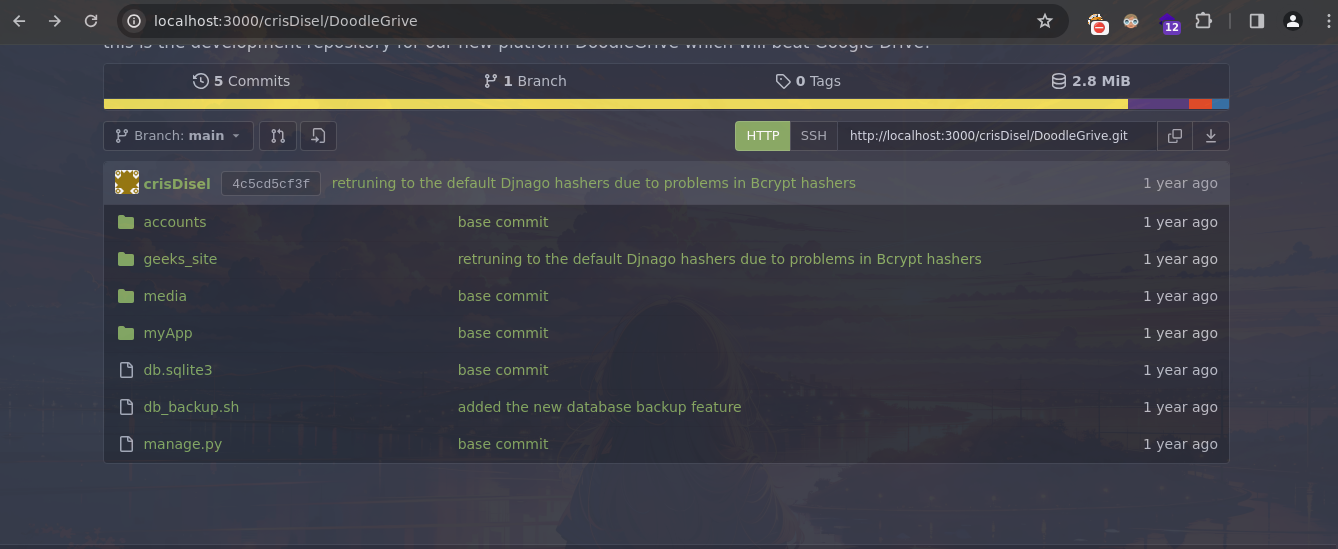 localhost:3000/crisDisel/DoodleGrive
12
this is the development repository for our new platform DoodleGrive which will beat Google Drive!
5 Commits 1 Branch 0 Tags 2.8 MiB
Branch: main HTTP SSH http://localhost:3000/crisDisel/DoodleGrive.git
crisDisel 4c5cd5cf3f retruning to the default Djnago hashers due to problems in Bcrypt hashers 1 year ago
accounts base commit 1 year ago
geeks_site retruning to the default Djnago hashers due to problems in Bcrypt hashers 1 year ago
media base commit 1 year ago
myApp base commit 1 year ago
db.sqlite3 base commit 1 year ago
db_backup.sh added the new database backup feature 1 year ago
manage.py base commit 1 year ago